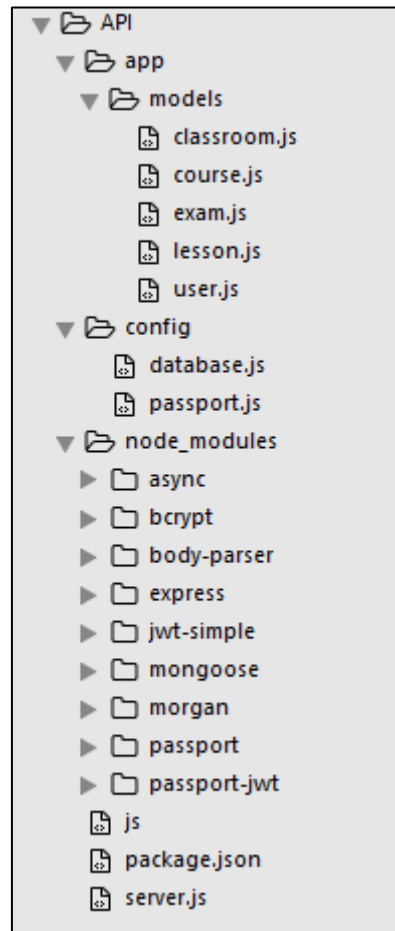 API
app
models
classroom.js
course.js
exam.js
lesson.js
user.js
config
database.js
passport.js
node_modules
async
bcrypt
body-parser
express
jwt-simple
mongoose
morgan
passport
passport-jwt
js
package.json
server.js